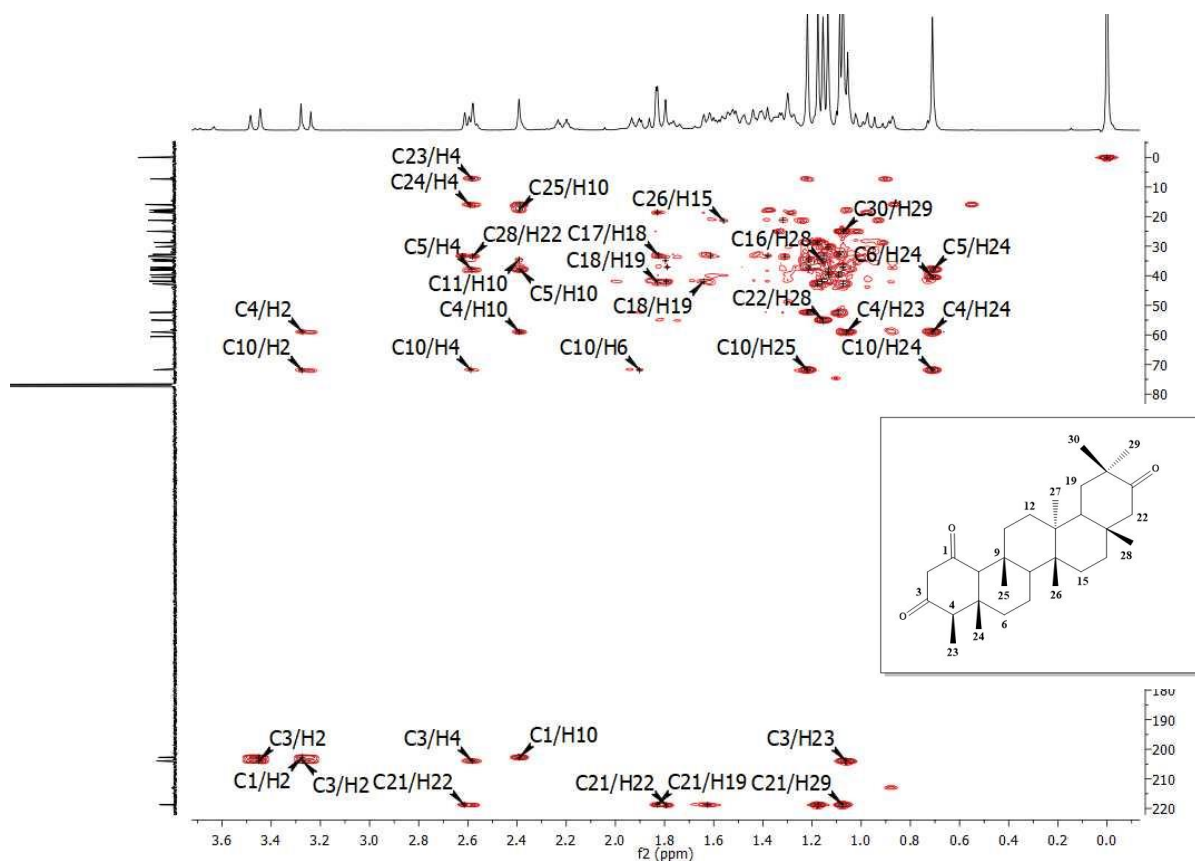 C23/H4
C24/H4
C25/H10
C26/H15
C30/H29
C5/H4
C28/H22
C17/H18
C16/H28
C6/H24
C5/H24
C11/H10
C5/H10
C18/H19
C18/H19
C4/H2
C4/H10
C22/H28
C4/H23
C4/H24
C10/H2
C10/H4
C10/H6
C10/H25
C10/H24
0
10
20
30
40
50
60
70
80
30
29
O
19
27
12
22
O
28
1
9
15
3
25
26
O
4
6
24
23
180
190
200
210
220
C3/H2
C3/H4
C1/H10
C3/H23
C1/H2
C3/H2
C21/H22
C21/H22
C21/H19
C21/H29
3.6 3.4 3.2 3.0 2.8 2.6 2.4 2.2 2.0 1.8 1.6 1.4 1.2 1.0 0.8 0.6 0.4 0.2 0.0
f2 (ppm)